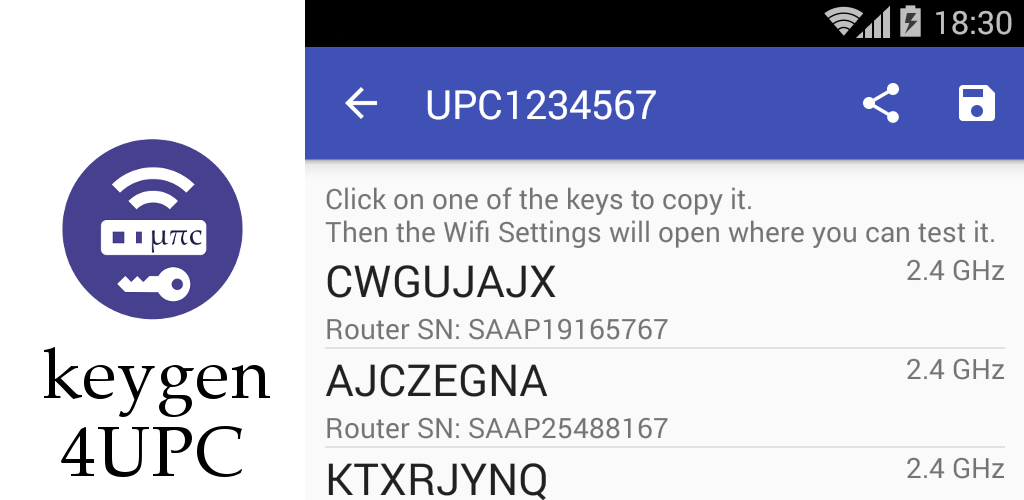 μπc
keygen
4UPC
18:30
UPC1234567
Click on one of the keys to copy it.
Then the Wifi Settings will open where you can test it.
CWGUJAJX
2.4 GHz
Router SN: SAAP19165767
AJCZEGNA
2.4 GHz
Router SN: SAAP25488167
KTXRJYNQ
2.4 GHz